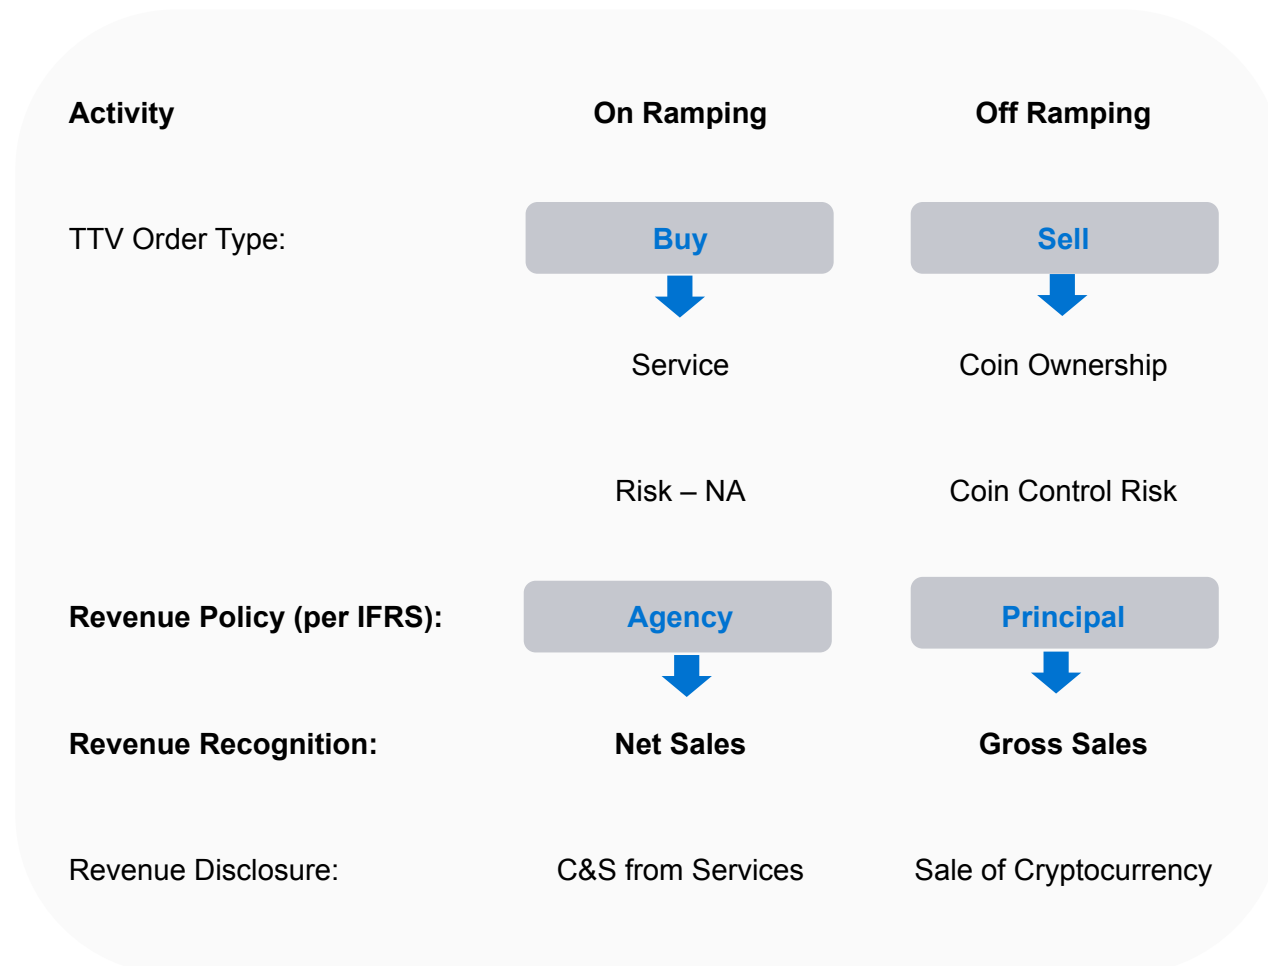 Activity On Ramping Off Ramping
TTV Order Type: Buy Sell
Service Coin Ownership
Risk – NA Coin Control Risk
Revenue Policy (per IFRS): Agency Principal
Revenue Recognition: Net Sales Gross Sales
Revenue Disclosure: C&S from Services Sale of Cryptocurrency